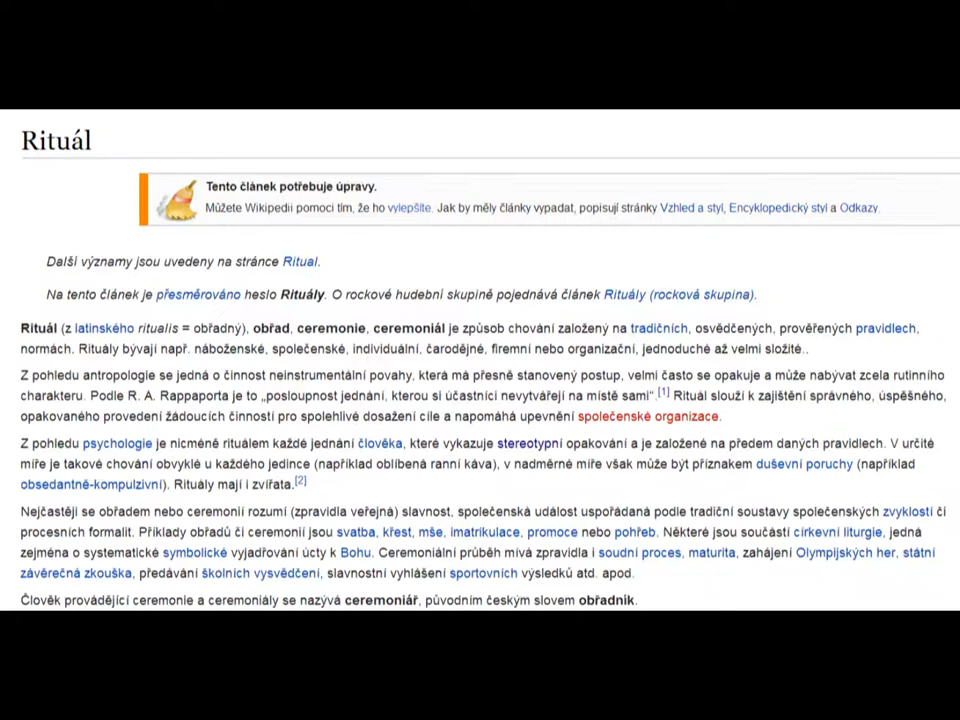 Rituál
Tento článek potřebuje úpravy.
Můžete Wikipedii pomoci tím, že ho vylepšíte. Jak by měly články vypadat, popisují stránky Vzhled a styl, Encyklopedický styl a Odkazy.
Další významy jsou uvedeny na stránce Ritual.
Na tento článek je přesměrováno heslo Rituály. O rockové hudební skupině pojednává článek Rituály (rocková skupina).
Rituál (z latinského ritualis = obřadný), obřad, ceremonie, ceremoniál je způsob chování založený na tradičních, osvědčených, prověřených pravidlech,
normách. Rituály bývají např. náboženské, společenské, individuální, čarodějné, firemní nebo organizační, jednoduché až velmi složité..
Z pohledu antropologie se jedná o činnost neinstrumentální povahy, která má přesně stanovený postup, velmi často se opakuje a může nabývat zcela rutinního
charakteru. Podle R. A. Rappaporta je to „posloupnost jednání, kterou si účastníci nevytvářejí na místě sami“.[1] Rituál slouží k zajištění správného, úspěšného,
opakovaného provedení žádoucích činností pro spolehlivé dosažení cíle a napomáhá upevnění společenské organizace.
Z pohledu psychologie je nicméně rituálem každé jednání člověka, které vykazuje stereotypní opakování a je založené na předem daných pravidlech. V určité
míře je takové chování obvyklé u každého jedince (například oblíbená ranní káva), v nadměrné míře však může být příznakem duševní poruchy (například
obsedantně-kompulzivní). Rituály mají i zvířata.[2]
Nejčastěji se obřadem nebo ceremonií rozumí (zpravidla veřejná) slavnost, společenská událost uspořádaná podle tradiční soustavy společenských zvyklostí či
procesních formalit. Příklady obřadů či ceremonií jsou svatba, křest, mše, imatrikulace, promoce nebo pohřeb. Některé jsou součástí církevní liturgie, jedná
zejména o systematické symbolické vyjadřování úcty k Bohu. Ceremoniální průběh mívá zpravidla i soudní proces, maturita, zahájení Olympijských her, státní
závěrečná zkouška, předávání školních vysvědčení, slavnostní vyhlášení sportovních výsledků atd. apod.
Člověk provádějící ceremonie a ceremoniály se nazývá ceremoniář, původním českým slovem obřadník.